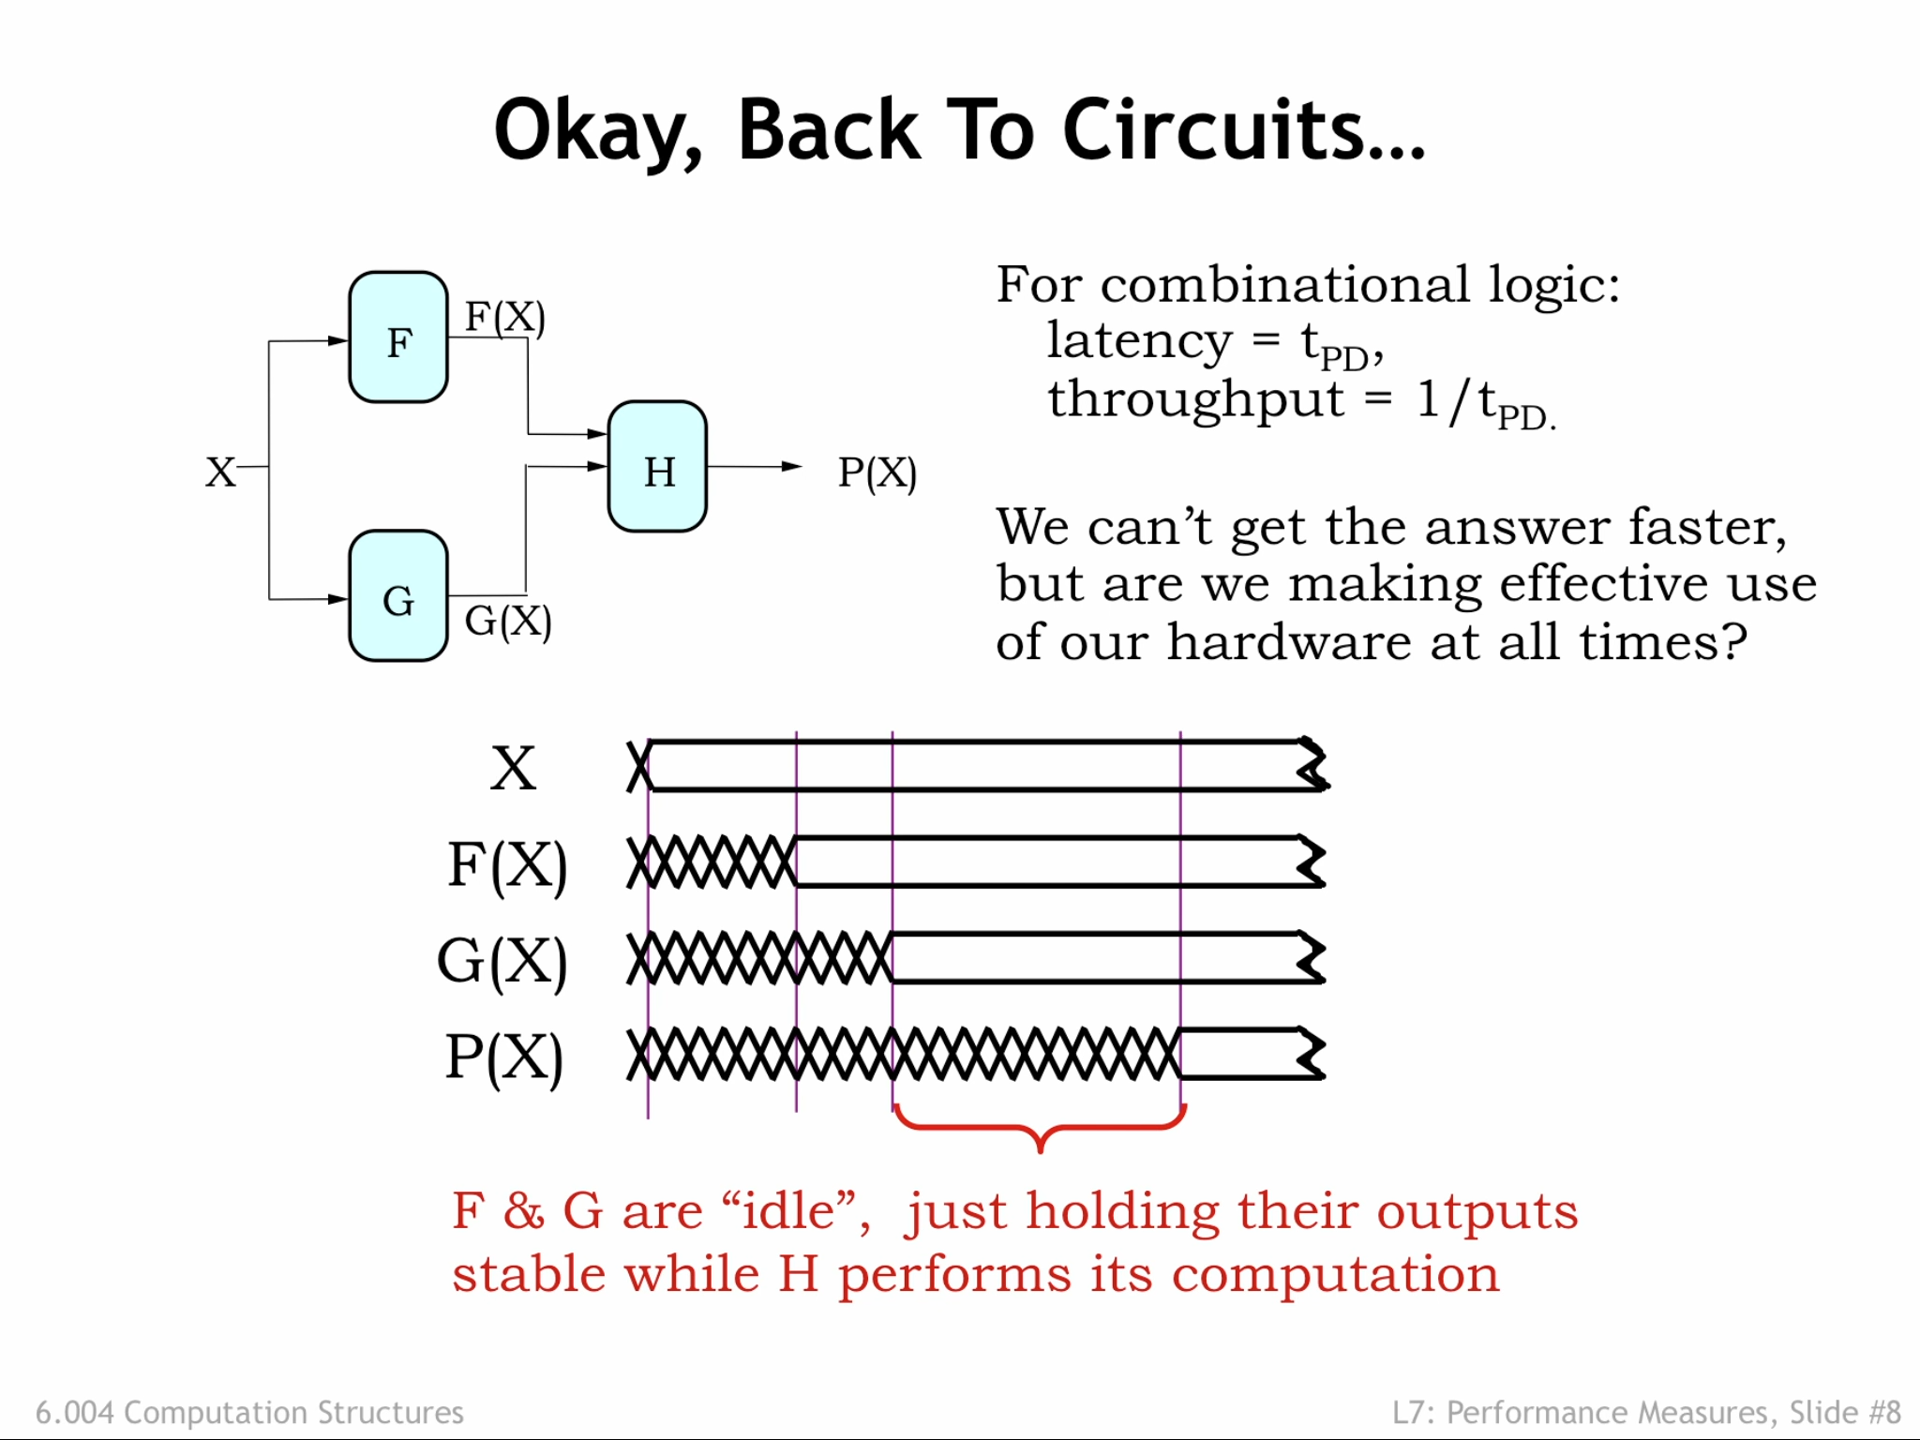 Okay, Back To Circuits…
F
F(X)
X
H
P(X)
G
G(X)
For combinational logic:
latency = tPD,
throughput = 1/tPD.
We can’t get the answer faster,
but are we making effective use
of our hardware at all times?
X
F(X)
G(X)
P(X)
F & G are “idle”, just holding their outputs
stable while H performs its computation
6.004 Computation Structures
L7: Performance Measures, Slide #8